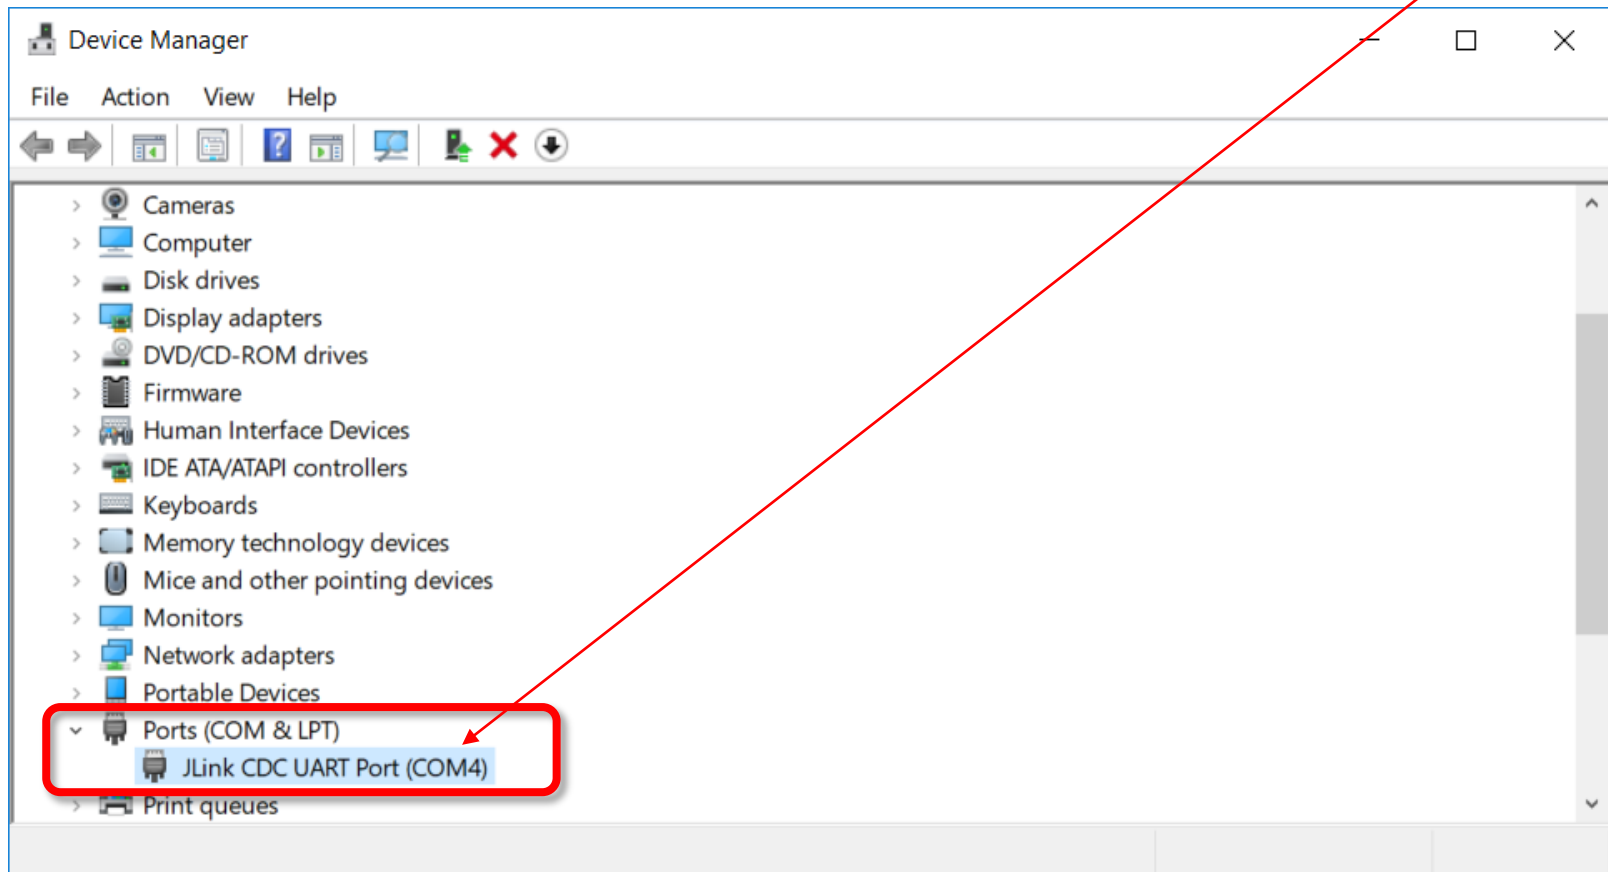 Device Manager
File Action View Help
Cameras
Computer
Disk drives
Display adapters
DVD/CD-ROM drives
Firmware
Human Interface Devices
IDE ATA/ATAPI controllers
Keyboards
Memory technology devices
Mice and other pointing devices
Monitors
Network adapters
Portable Devices
Ports (COM & LPT)
JLink CDC UART Port (COM4)
Print queues